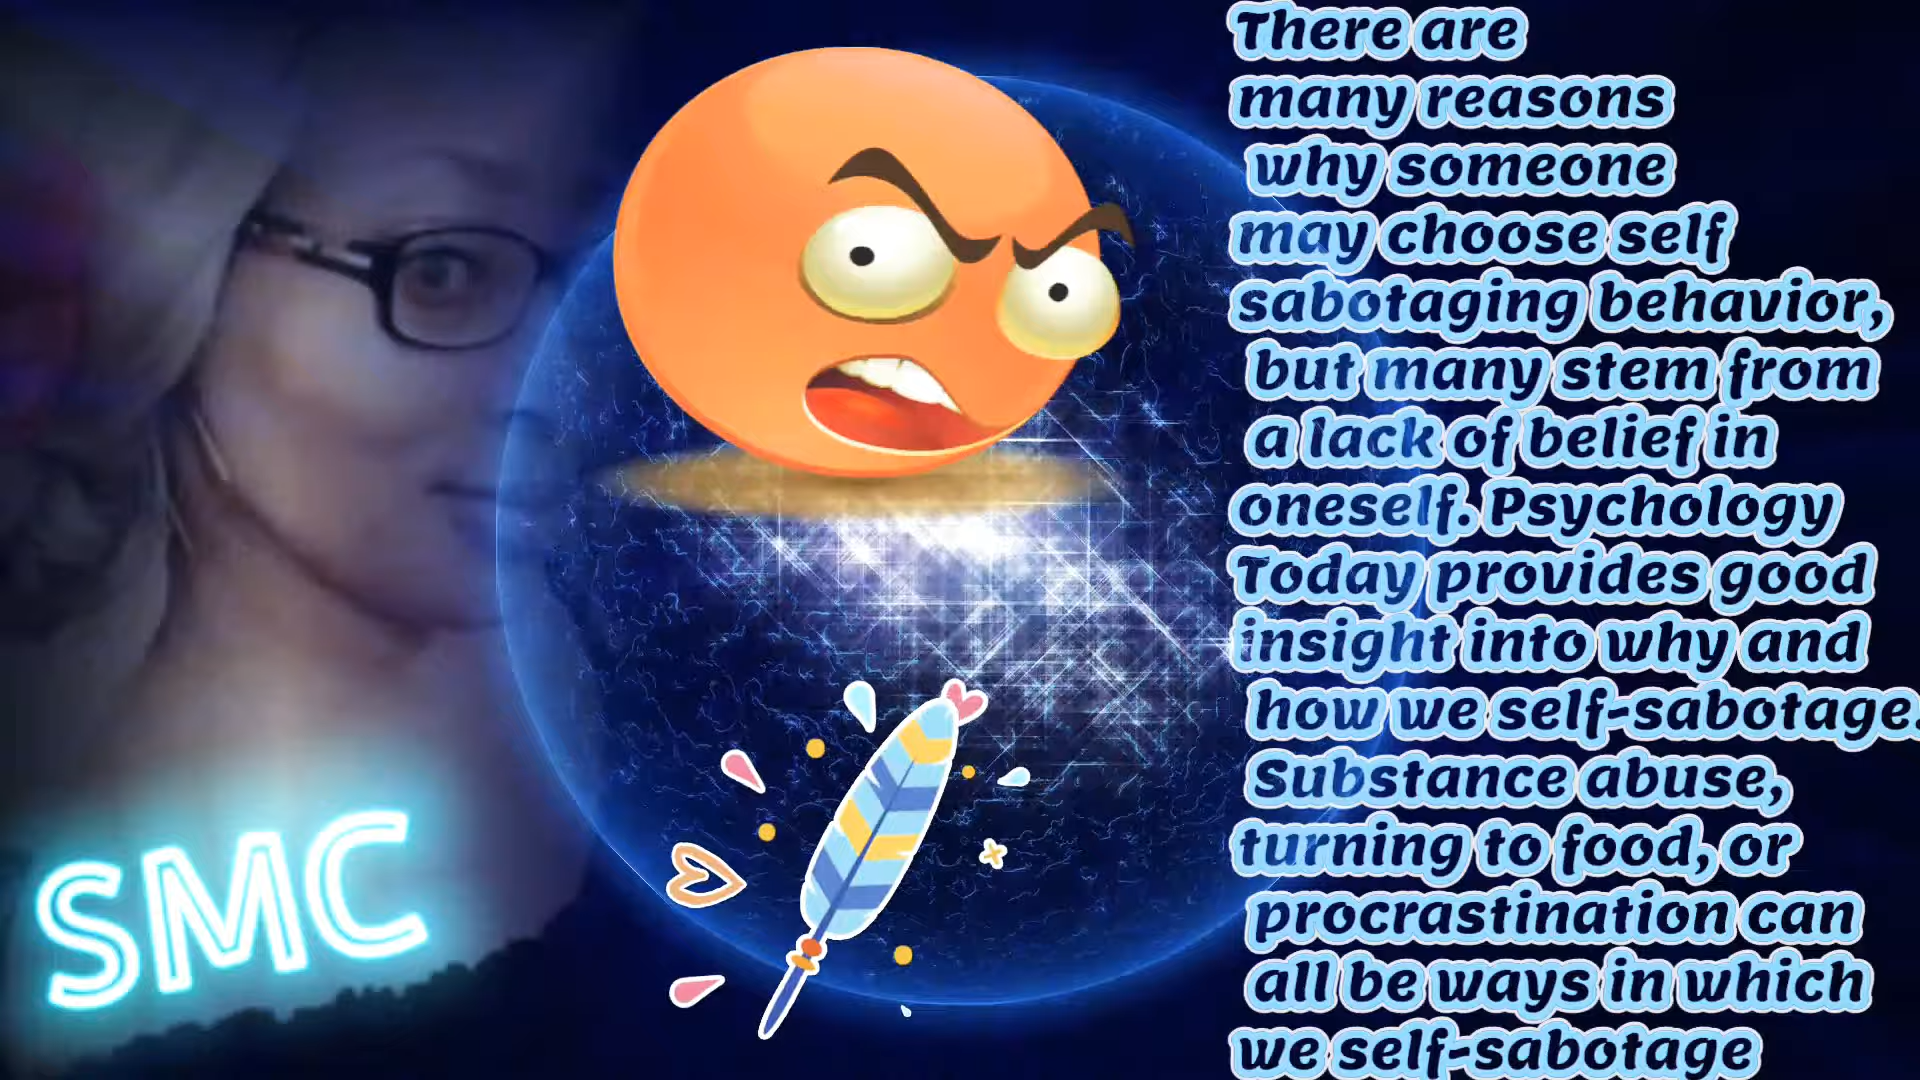 SMC
There are
many reasons
why someone
may choose self
sabotaging behavior,
but many stem from
a lack of belief in
oneself. Psychology
Today provides good
insight into why and
how we self-sabotage.
Substance abuse,
turning to food, or
procrastination can
all be ways in which
we self-sabotage